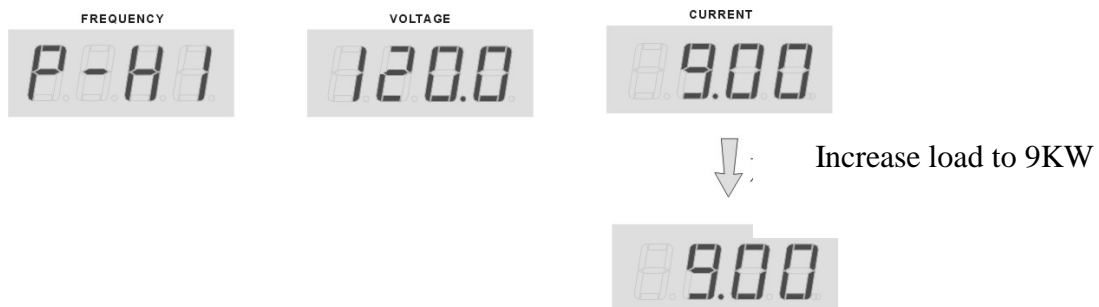 FREQUENCY VOLTAGE CURRENT
P-H1 120.0 9.00
Increase load to 9KW
9.00